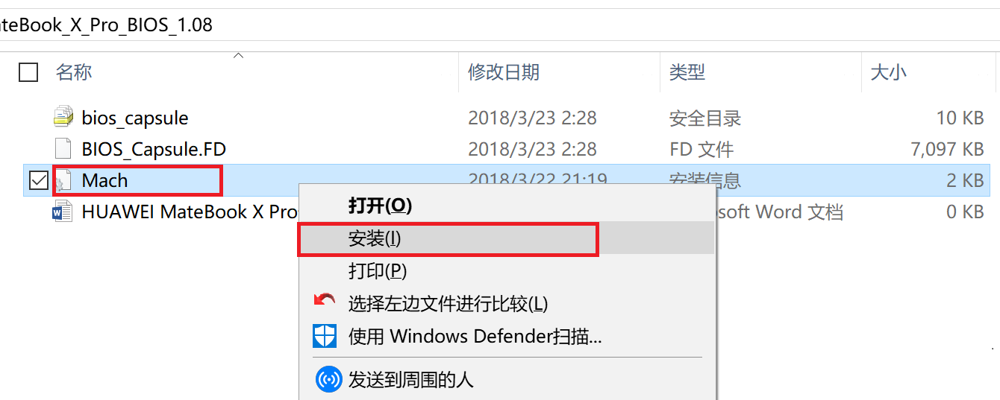 ateBook_X_Pro_BIOS_1.08
名称 修改日期 类型 大小
bios_capsule 2018/3/23 2:28 安全目录 10 KB
BIOS_Capsule.FD 2018/3/23 2:28 FD 文件 7,097 KB
Mach 2018/3/22 21:19 安装信息 2 KB
HUAWEI MateBook X Pro osoft Word 文档 0 KB
打开(O)
安装(I)
打印(P)
选择左边文件进行比较(L)
使用 Windows Defender扫描...
发送到周围的人